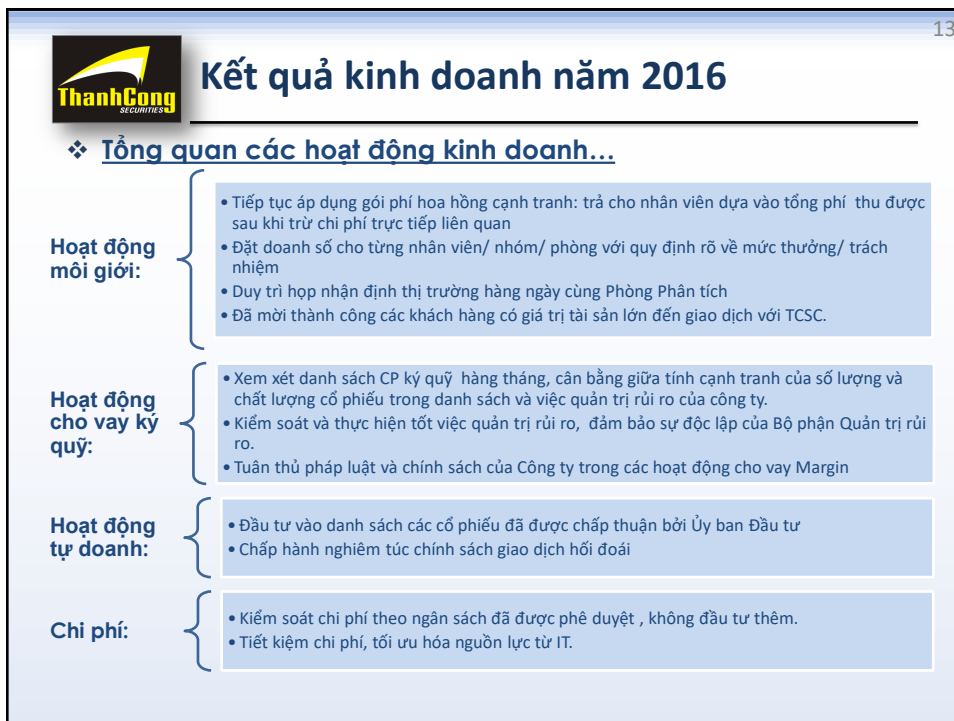 13
ThanhCong
SECURITIES
Kết quả kinh doanh năm 2016
❖ Tổng quan các hoạt động kinh doanh…
Hoạt động
môi giới:
• Tiếp tục áp dụng gói phí hoa hồng cạnh tranh: trả cho nhân viên dựa vào tổng phí thu được
sau khi trừ chi phí trực tiếp liên quan
• Đặt doanh số cho từng nhân viên/ nhóm/ phòng với quy định rõ về mức thưởng/ trách
nhiệm
• Duy trì họp nhận định thị trường hàng ngày cùng Phòng Phân tích
• Đã mời thành công các khách hàng có giá trị tài sản lớn đến giao dịch với TCSC.
Hoạt động
cho vay ký
quỹ:
• Xem xét danh sách CP ký quỹ hàng tháng, cân bằng giữa tính cạnh tranh của số lượng và
chất lượng cổ phiếu trong danh sách và việc quản trị rủi ro của công ty.
• Kiểm soát và thực hiện tốt việc quản trị rủi ro, đảm bảo sự độc lập của Bộ phận Quản trị rủi
ro.
• Tuân thủ pháp luật và chính sách của Công ty trong các hoạt động cho vay Margin
Hoạt động
tự doanh:
• Đầu tư vào danh sách các cổ phiếu đã được chấp thuận bởi Ủy ban Đầu tư
• Chấp hành nghiêm túc chính sách giao dịch hối đoái
Chi phí:
• Kiểm soát chi phí theo ngân sách đã được phê duyệt , không đầu tư thêm.
• Tiết kiệm chi phí, tối ưu hóa nguồn lực từ IT.